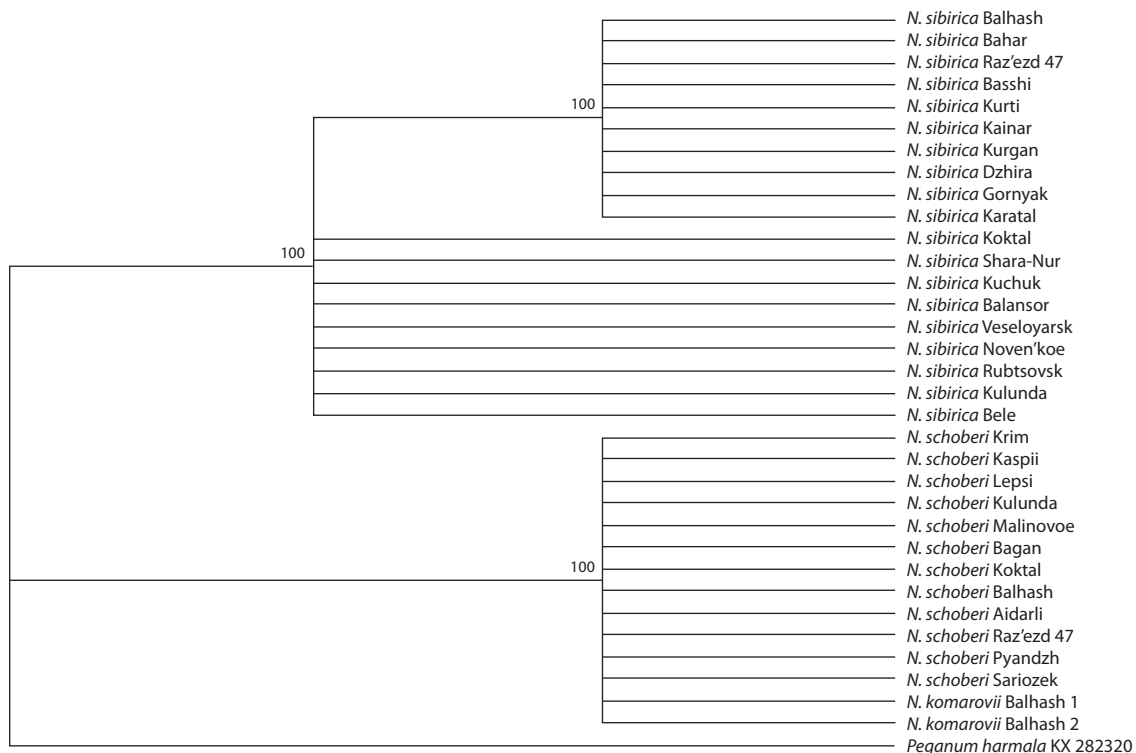 N. sibirica Balhash
N. sibirica Bahar
N. sibirica Raz'ezd 47
N. sibirica Basshi
100
N. sibirica Kurti
N. sibirica Kainar
N. sibirica Kurgan
N. sibirica Dzhira
N. sibirica Gornyak
N. sibirica Karatal
N. sibirica Koktal
100
N. sibirica Shara-Nur
N. sibirica Kuchuk
N. sibirica Balansor
N. sibirica Veseloyarsk
N. sibirica Noven'koe
N. sibirica Rubtsovsk
N. sibirica Kulunda
N. sibirica Bele
N. schoberi Krim
N. schoberi Kaspii
N. schoberi Lepsi
N. schoberi Kulunda
N. schoberi Malinovoe
N. schoberi Bagan
100
N. schoberi Koktal
N. schoberi Balhash
N. schoberi Aidarli
N. schoberi Raz'ezd 47
N. schoberi Pyandzh
N. schoberi Sariozek
N. komarovii Balhash 1
N. komarovii Balhash 2
Peganum harmala KX 282320